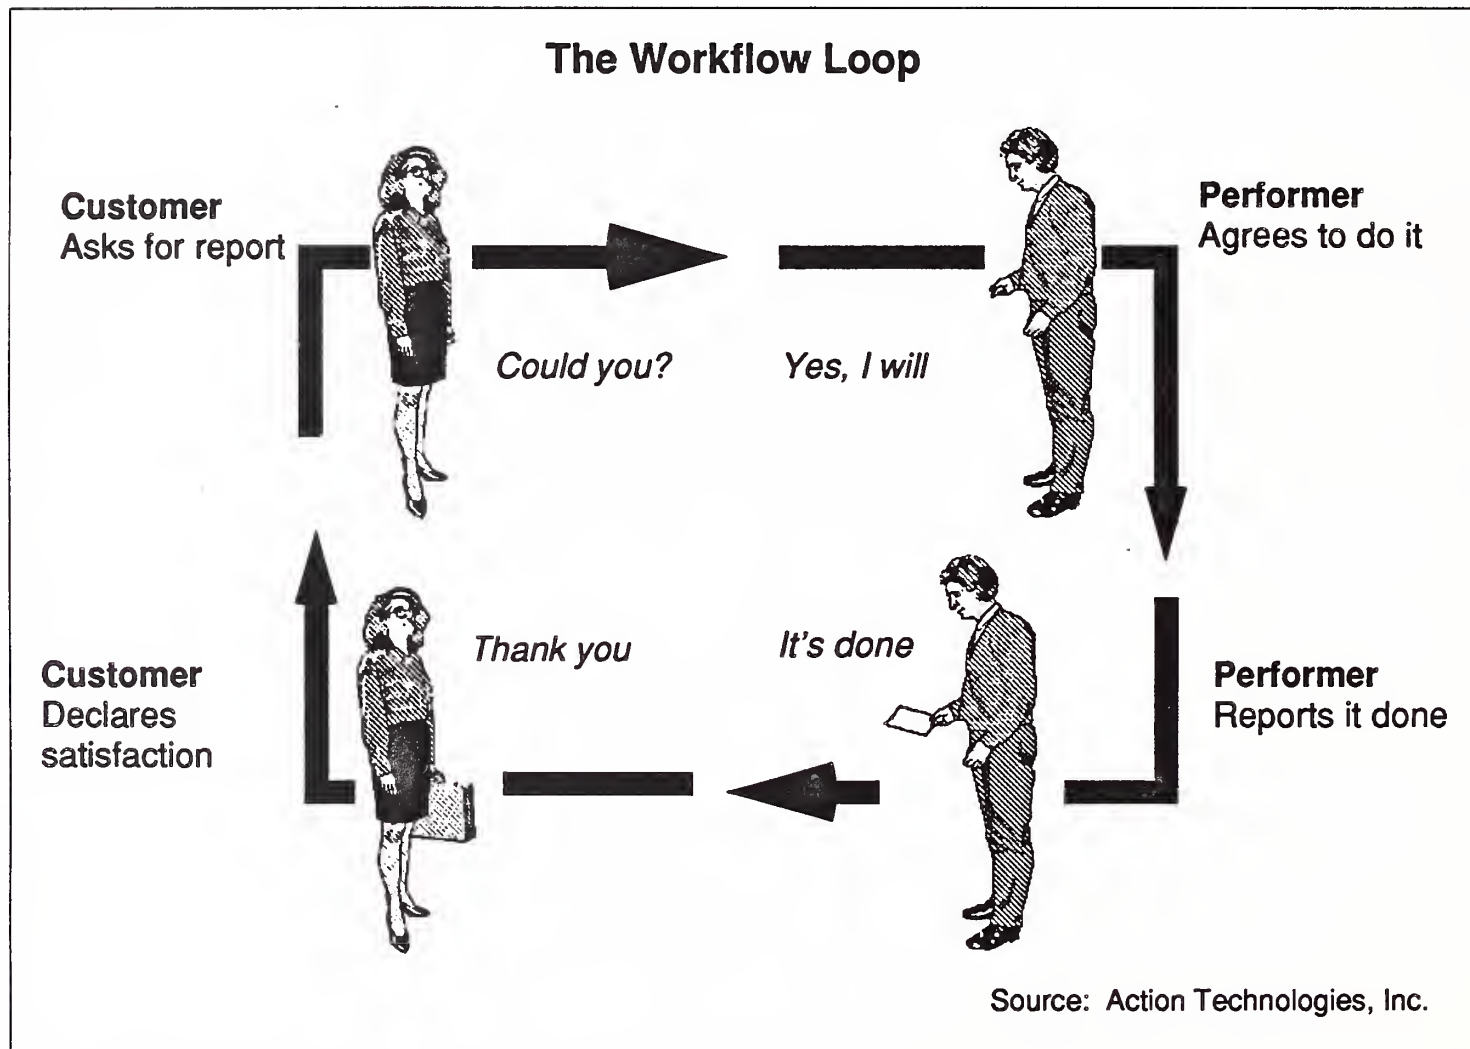 The Workflow Loop
Customer
Asks for report
Performer
Agrees to do it
Could you?
Yes, I will
Customer
Declares
satisfaction
Thank you
It's done
Performer
Reports it done
Source: Action Technologies, Inc.